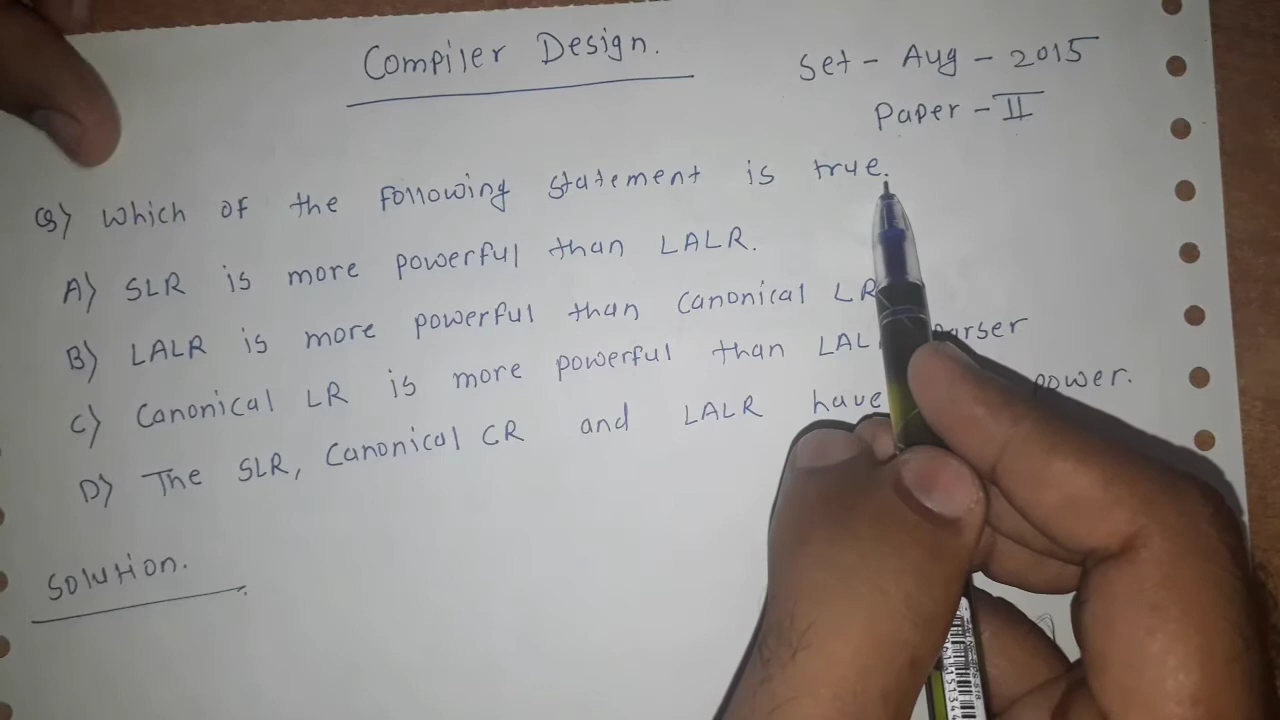 Compiler Design.
Set - Aug - 2015
Paper - II
Q) Which of the following statement is true.
A) SLR is more powerful than LALR.
B) LALR is more powerful than Canonical LR
C) Canonical LR is more powerful than LAL
D) The SLR, Canonical CR and LALR have power.
Solution.